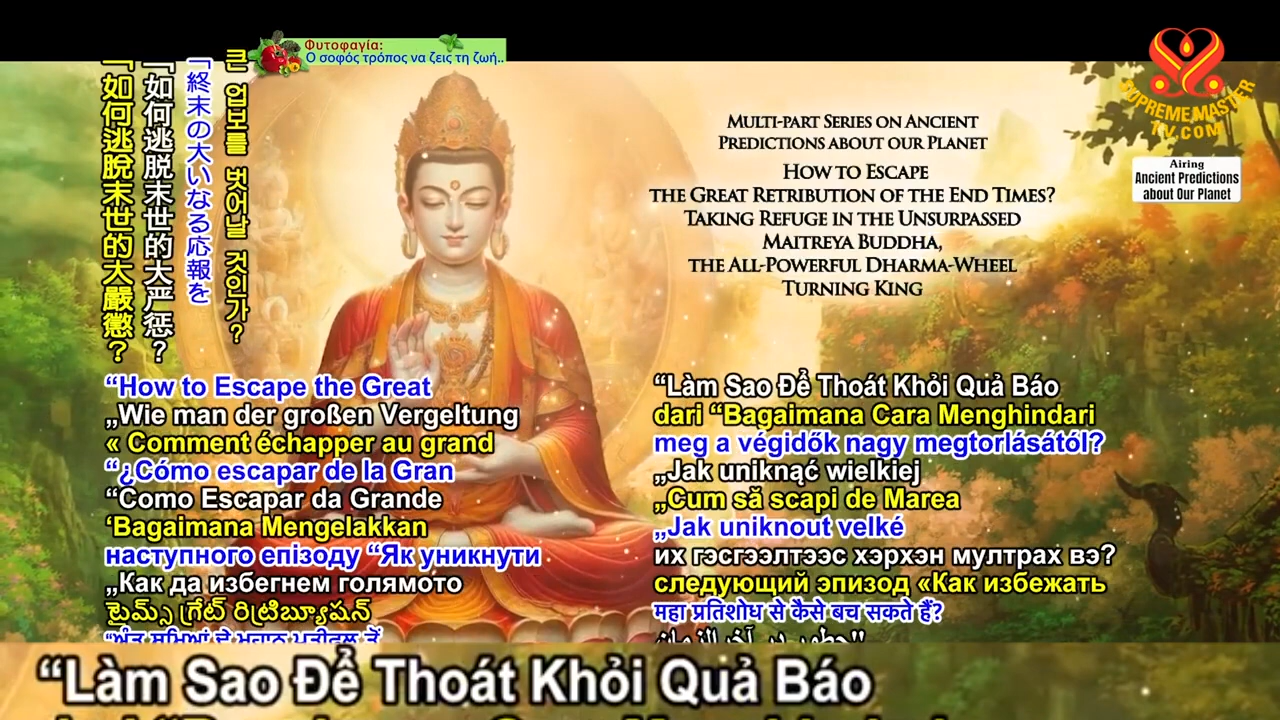 Φυτοφαγία:
Ο σοφός τρόπος να ζεις τη ζωή..
SUPREMEMASTER
TV.COM
Airing
Ancient Predictions
about Our Planet
MULTI-PART SERIES ON ANCIENT
PREDICTIONS ABOUT OUR PLANET
HOW TO ESCAPE
THE GREAT RETRIBUTION OF THE END TIMES?
TAKING REFUGE IN THE UNSURPASSED
MAITREYA BUDDHA,
THE ALL-POWERFUL DHARMA-WHEEL
TURNING KING
큰 업보를 벗어날 것인가?
「終末の大いなる応報を
「如何逃脱末世的大严惩?
「如何逃脫末世的大嚴懲?
“How to Escape the Great
„Wie man der großen Vergeltung
« Comment échapper au grand
“¿Cómo escapar de la Gran
“Como Escapar da Grande
‘Bagaimana Mengelakkan
наступного епізоду “Як уникнути
„Как да избегнем голямото
టైమ్స్ గ్రేట్ రిట్రిబ్యూషన్
“ਅੰਤ ਸਮਿਆਂ ਦੇ ਮਹਾਨ ਪ੍ਰਤੀਫਲ ਤੋਂ
“Làm Sao Để Thoát Khỏi Quả Báo
dari “Bagaimana Cara Menghindari
meg a végidők nagy megtorlásától?
„Jak uniknąć wielkiej
„Cum să scapi de Marea
„Jak uniknout velké
их гэсгээлтээс хэрхэн мултрах вэ?
следующий эпизод «Как избежать
महा प्रतिशोध से कैसे बच सकते हैं?
“Làm Sao Để Thoát Khỏi Quả Báo